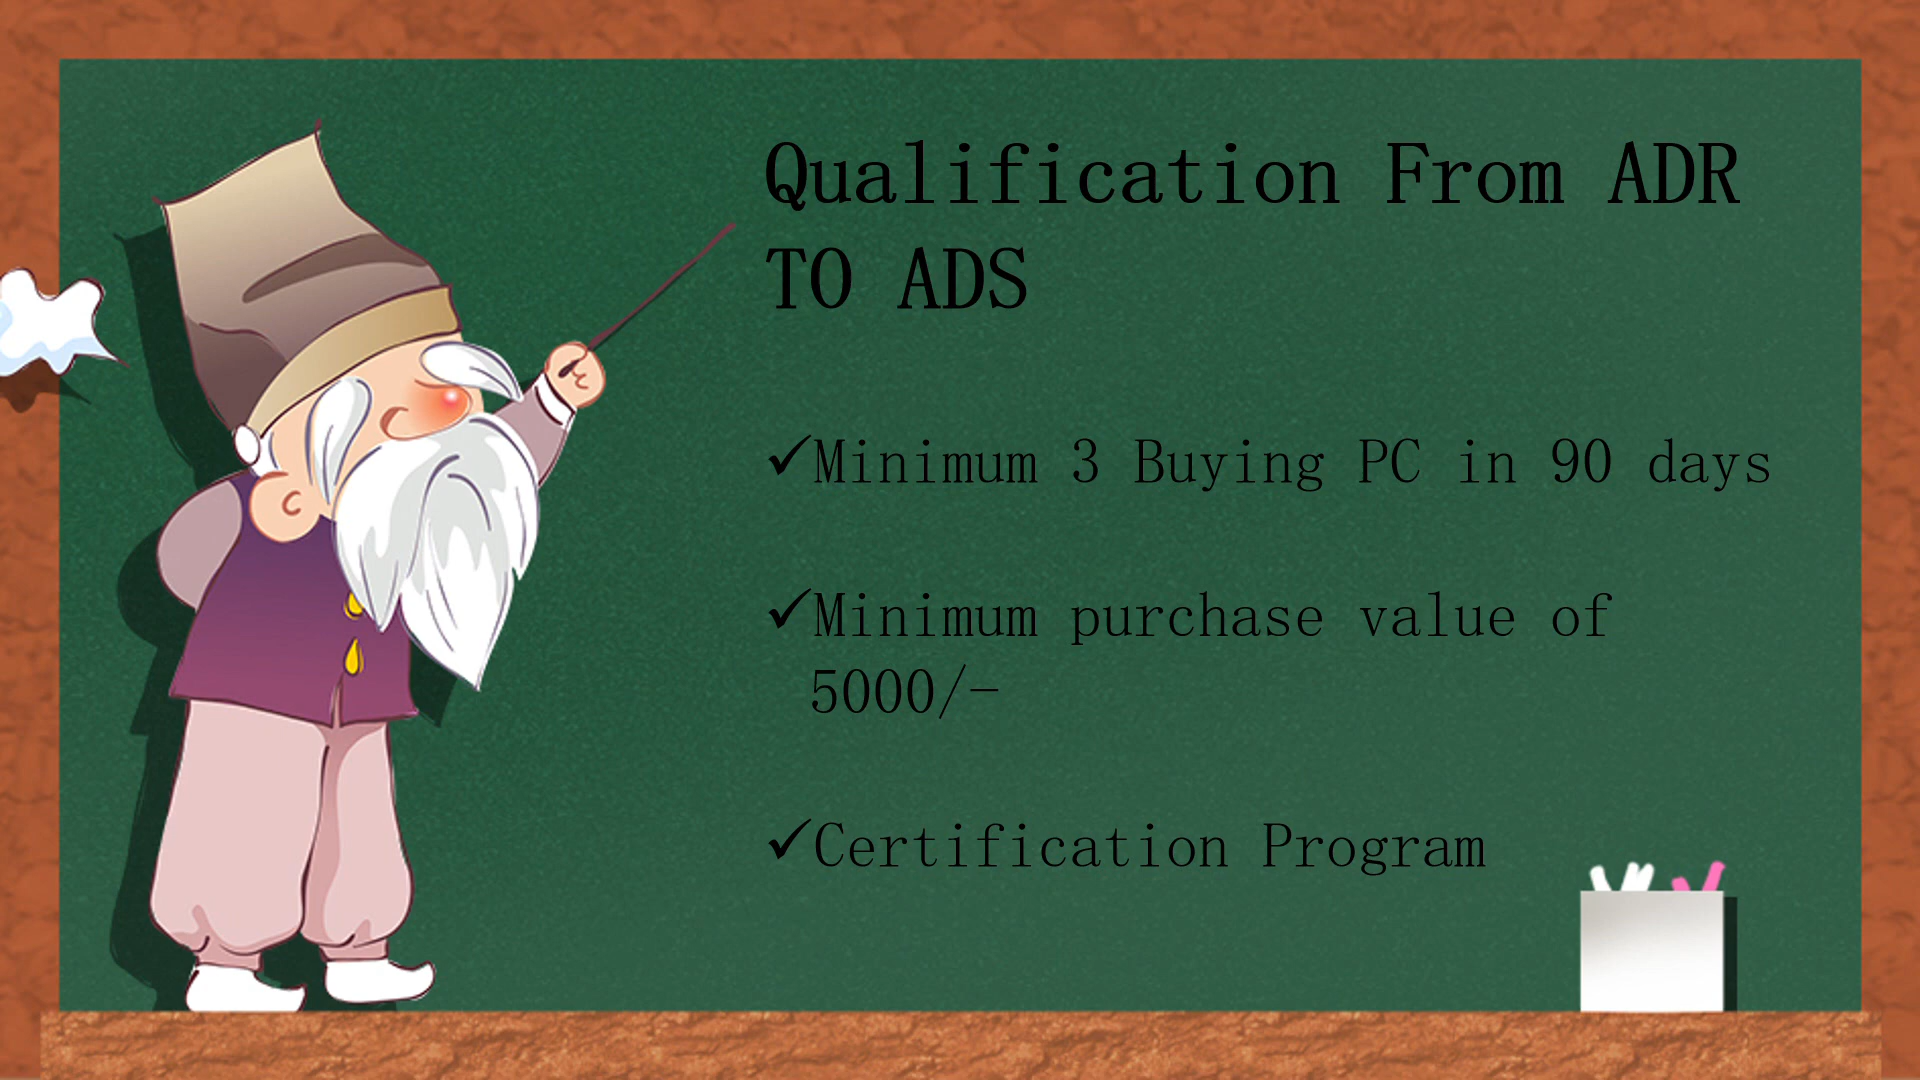 Qualification From ADR
TO ADS
✓Minimum 3 Buying PC in 90 days
✓Minimum purchase value of
5000/-
✓Certification Program